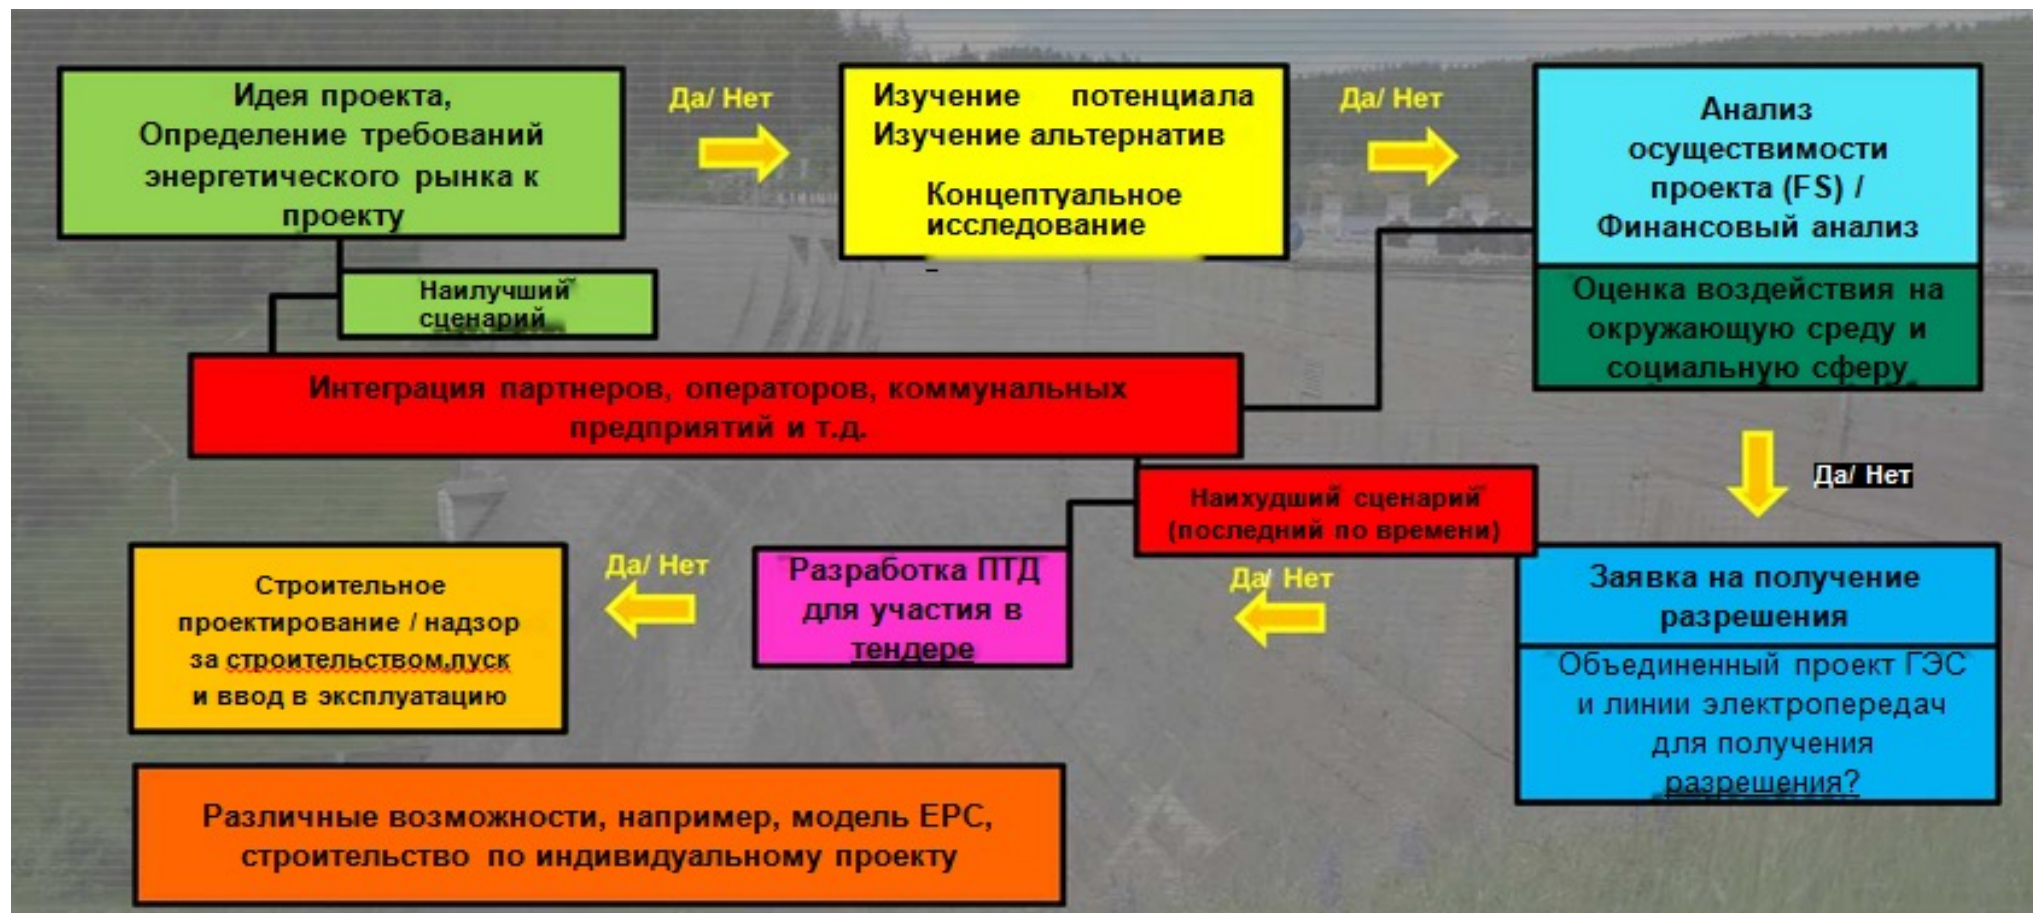 Идея проекта,
Определение требований
энергетического рынка к
проекту
Да/ Нет
Изучение потенциала
Изучение альтернатив
Концептуальное
исследование
Да/ Нет
Анализ
осуществимости
проекта (FS) /
Финансовый анализ
Оценка воздействия на
окружающую среду и
социальную сферу
Наилучший
сценарий
Интеграция партнеров, операторов, коммунальных
предприятий и т.д.
Да/ Нет
Наихудший сценарий
(последний по времени)
Заявка на получение
разрешения
Объединенный проект ГЭС
и линии электропередач
для получения
разрешения?
Да/ Нет
Разработка ПТД
для участия в
тендере
Да/ Нет
Строительное
проектирование / надзор
за строительством,пуск
и ввод в эксплуатацию
Различные возможности, например, модель EPC,
строительство по индивидуальному проекту